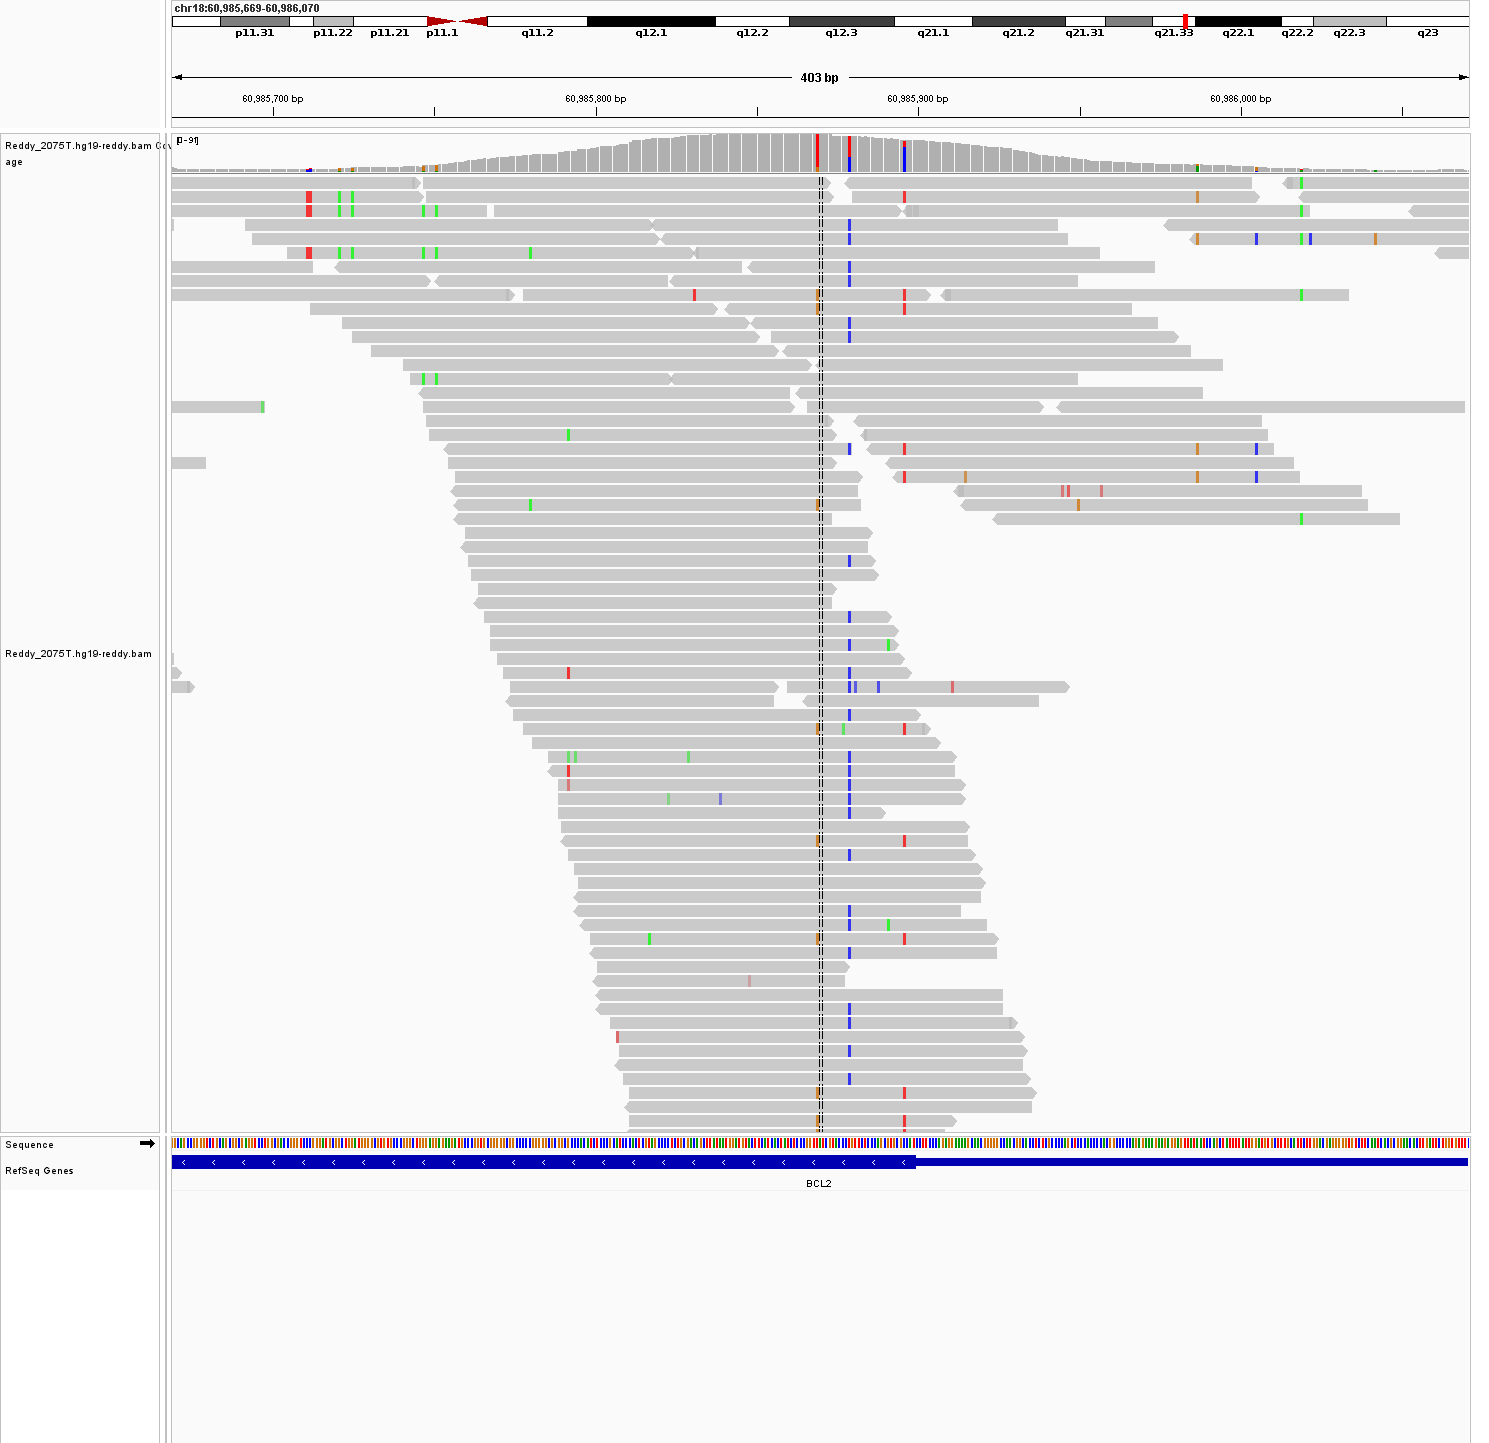 chr18:60,985,669-60,986,070
p11.31 p11.22 p11.21 p11.1 q11.2 q12.1 q12.2 q12.3 q21.1 q21.2 q21.31 q21.33 q22.1 q22.2 q22.3 q23
403 bp
60,985,700 bp 60,985,800 bp 60,985,900 bp 60,986,000 bp
Reddy_2075T.hg19-reddy.bam Cov
age
[0-91]
Reddy_2075T.hg19-reddy.bam
Sequence
RefSeq Genes
BCL2